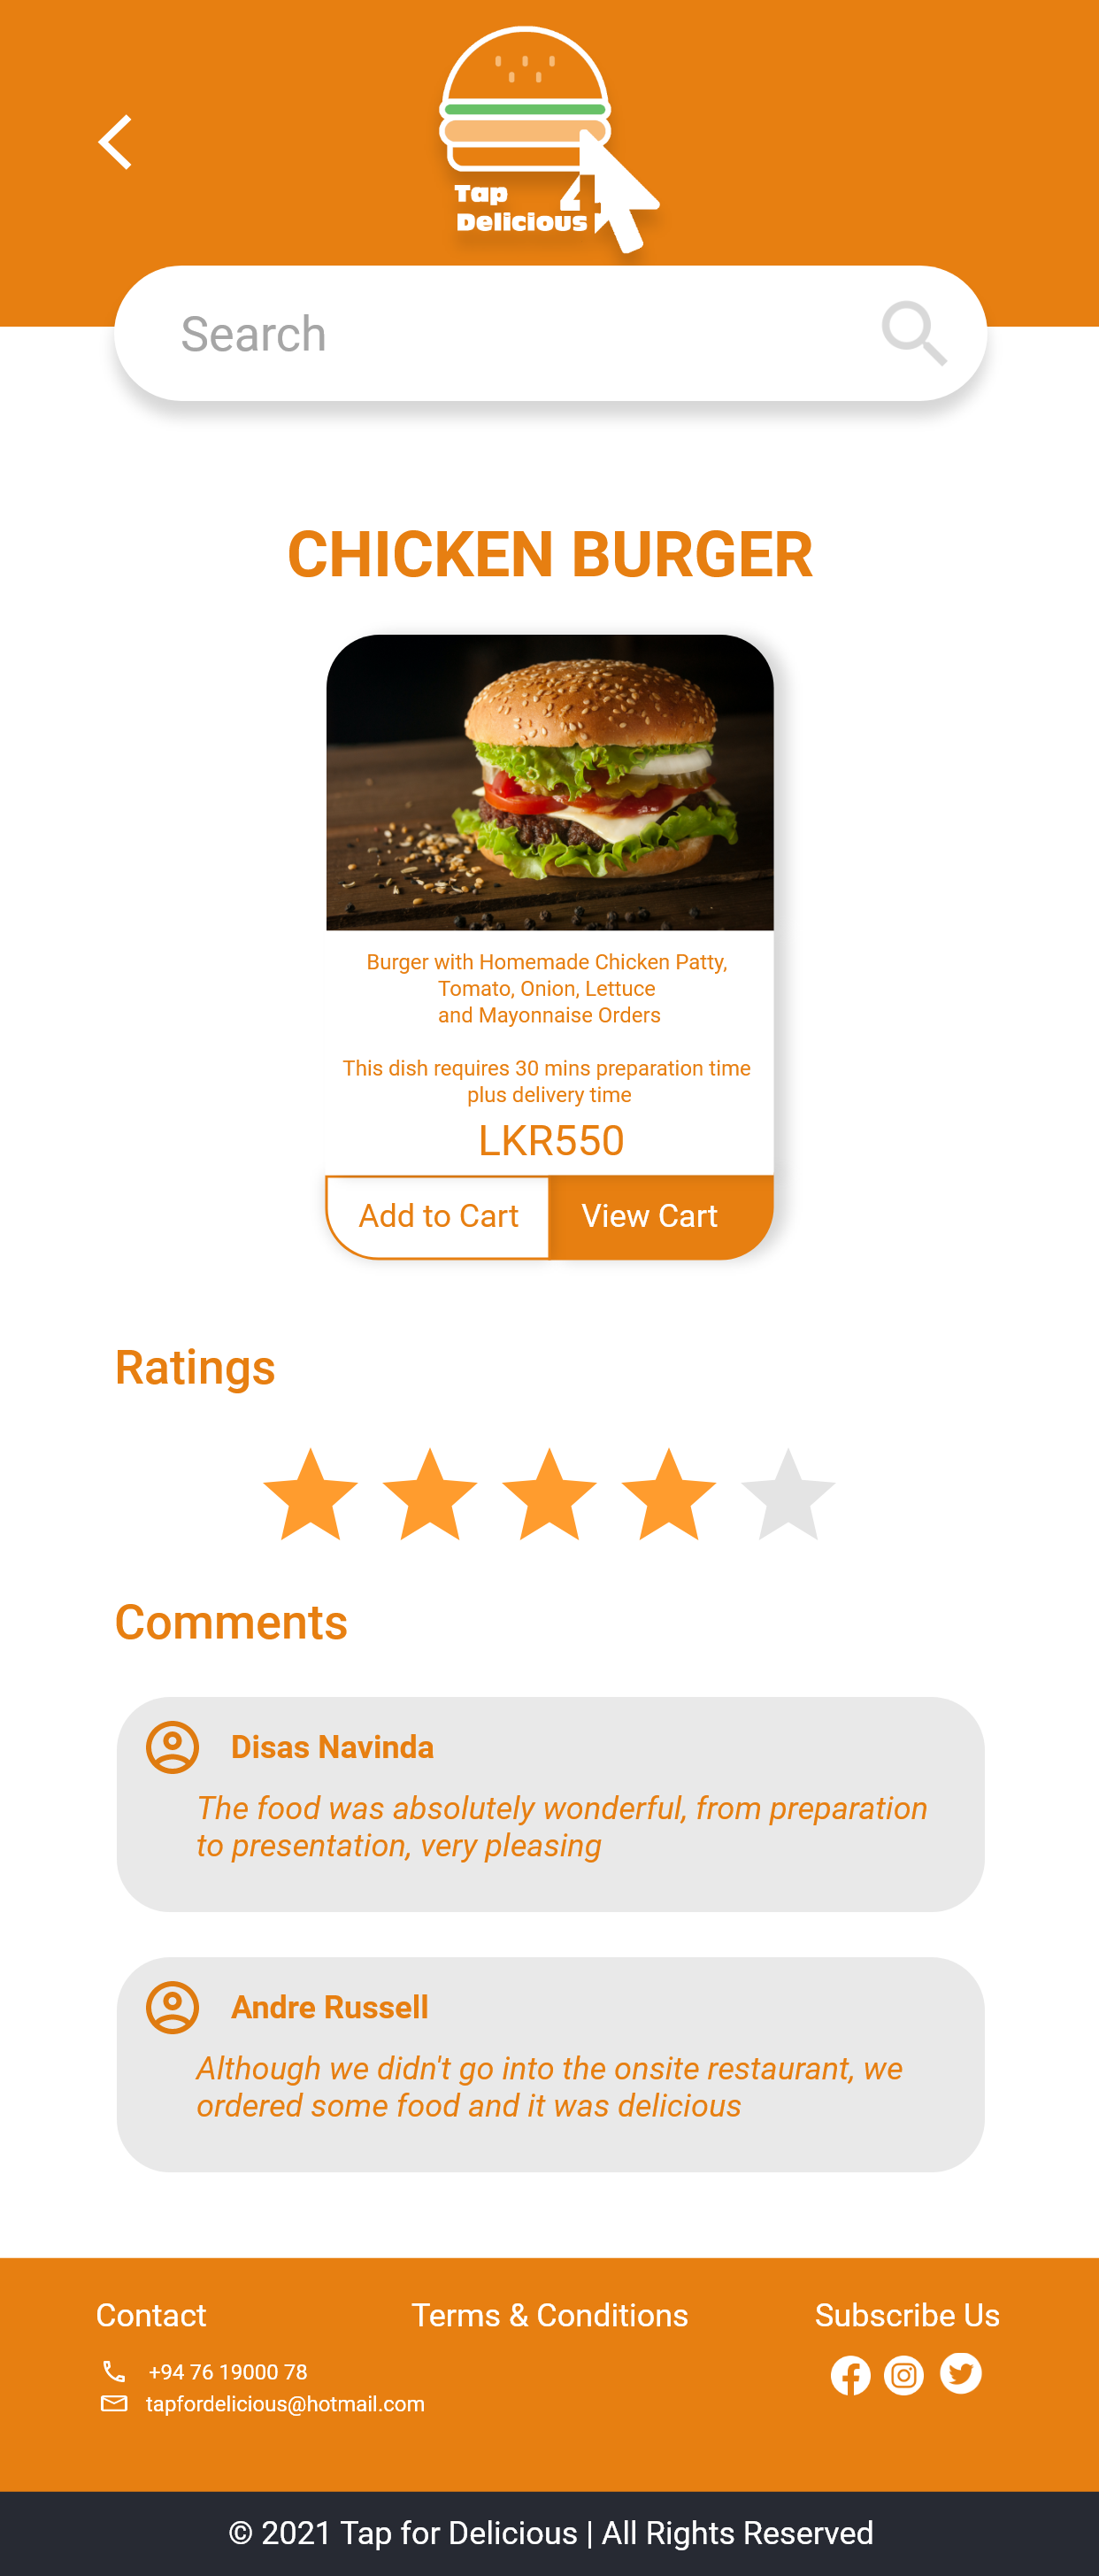 Tap 4
Delicious
Search
CHICKEN BURGER
Burger with Homemade Chicken Patty,
Tomato, Onion, Lettuce
and Mayonnaise Orders
This dish requires 30 mins preparation time
plus delivery time
LKR550
Add to Cart
View Cart
Ratings
Comments
Disas Navinda
The food was absolutely wonderful, from preparation
to presentation, very pleasing
Andre Russell
Although we didn't go into the onsite restaurant, we
ordered some food and it was delicious
Contact
+94 76 19000 78
tapfordelicious@hotmail.com
Terms & Conditions
Subscribe Us
© 2021 Tap for Delicious | All Rights Reserved